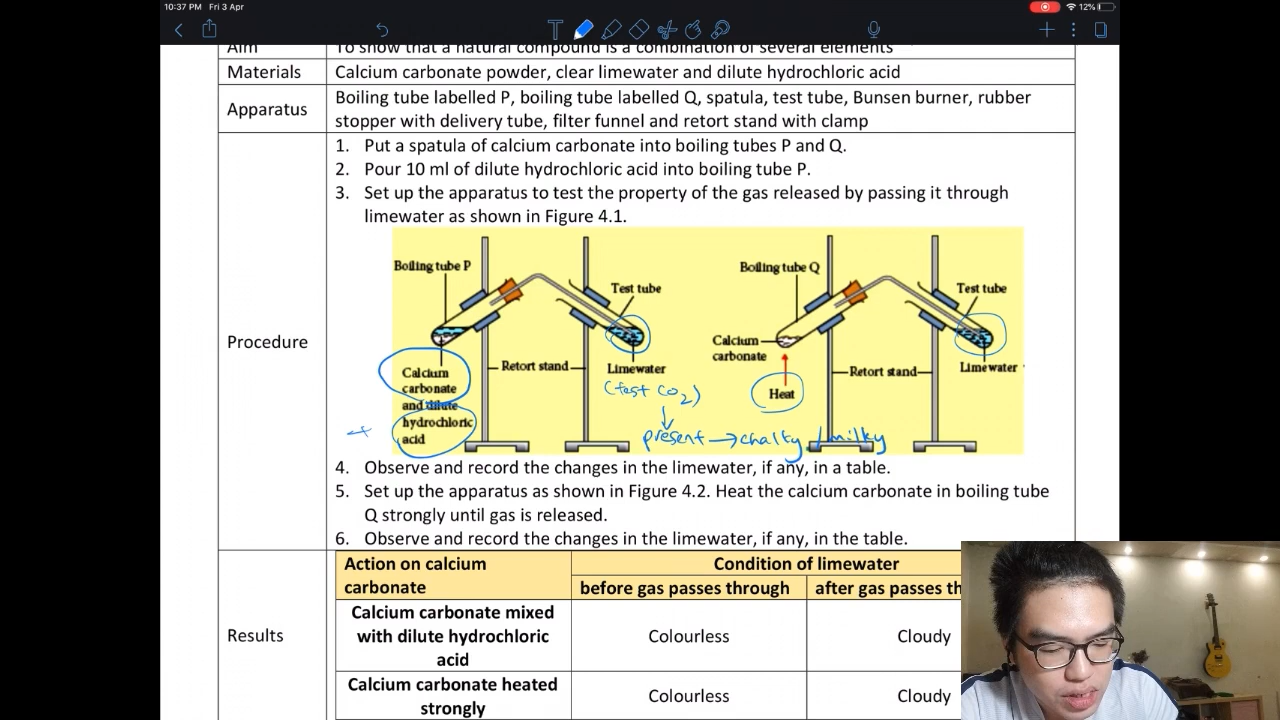 10:37 PM Fri 3 Apr
12%
T
Aim
To show that a natural compound is a combination of several elements
Materials
Calcium carbonate powder, clear limewater and dilute hydrochloric acid
Apparatus
Boiling tube labelled P, boiling tube labelled Q, spatula, test tube, Bunsen burner, rubber
stopper with delivery tube, filter funnel and retort stand with clamp
Procedure
1. Put a spatula of calcium carbonate into boiling tubes P and Q.
2. Pour 10 ml of dilute hydrochloric acid into boiling tube P.
3. Set up the apparatus to test the property of the gas released by passing it through
limewater as shown in Figure 4.1.
Boiling tube P
Test tube
Calcium
carbonate
and dilute
hydrochloric
acid
+
Retort stand
Limewater
(test CO2)
present → chalky / milky
Boiling tube Q
Test tube
Calcium
carbonate
Heat
Retort stand
Limewater
4. Observe and record the changes in the limewater, if any, in a table.
5. Set up the apparatus as shown in Figure 4.2. Heat the calcium carbonate in boiling tube
Q strongly until gas is released.
6. Observe and record the changes in the limewater, if any, in the table.
Results
Action on calcium
carbonate
Condition of limewater
before gas passes through
after gas passes th
Calcium carbonate mixed
with dilute hydrochloric
acid
Colourless
Cloudy
Calcium carbonate heated
strongly
Colourless
Cloudy